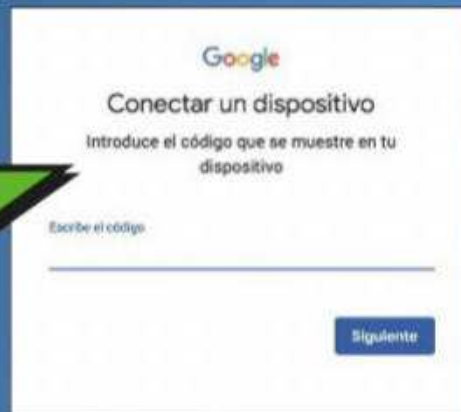 Google
Conectar un dispositivo
Introduce el código que se muestre en tu
dispositivo
Escribe el código
Siguiente